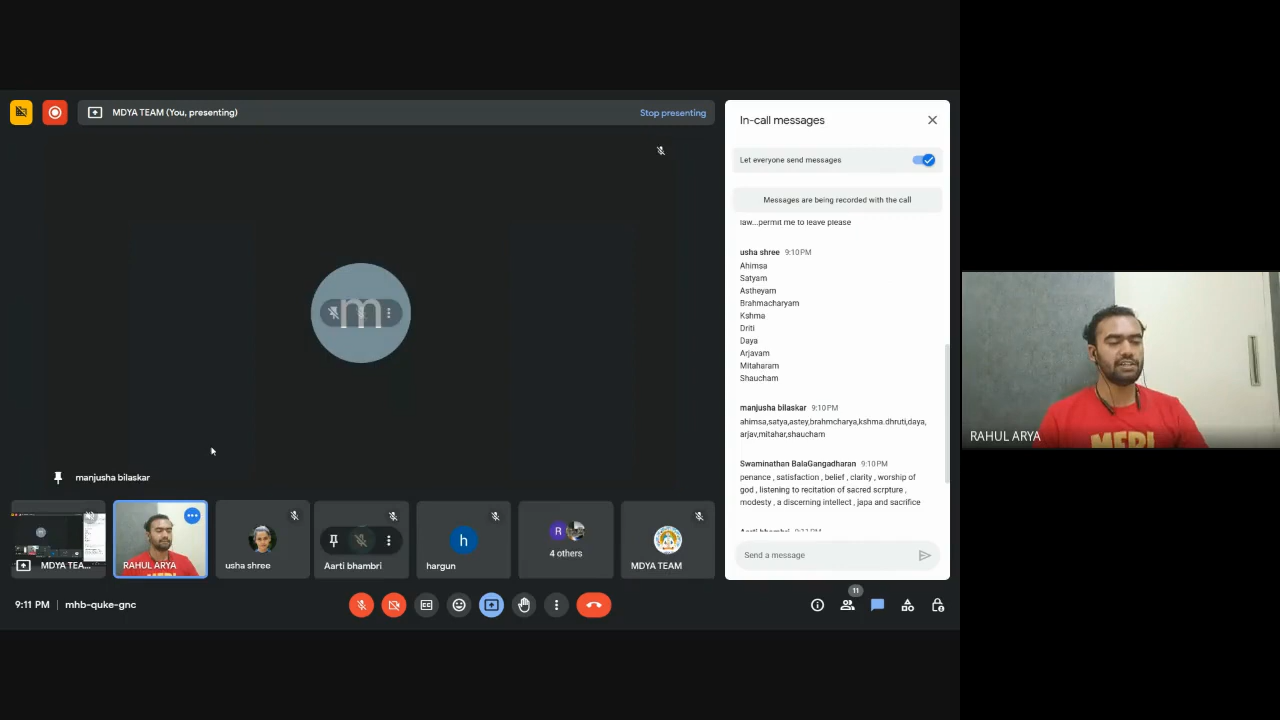 MDYA TEAM (You, presenting)
Stop presenting
In-call messages
Let everyone send messages
Messages are being recorded with the call
law...permit me to leave please
usha shree 9:10 PM
Ahimsa
Satyam
Astheyam
Brahmacharyam
Kshma
Driti
Daya
Arjavam
Mitaharam
Shaucham
manjusha bilaskar 9:10 PM
ahimsa,satya,astey,brahmcharya,kshma.dhruti,daya,
arjav,mitahar,shaucham
Swaminathan BalaGangadharan 9:10 PM
penance , satisfaction , belief , clarity , worship of
god , listening to recitation of sacred scrpture ,
modesty , a discerning intellect , japa and sacrifice
Aarti bhambri 9:11 PM
Send a message
m
manjusha bilaskar
MDYA TEA...
RAHUL ARYA
usha shree
Aarti bhambri
h
hargun
R
4 others
MDYA TEAM
9:11 PM | mhb-quke-gnc
11
RAHUL ARYA